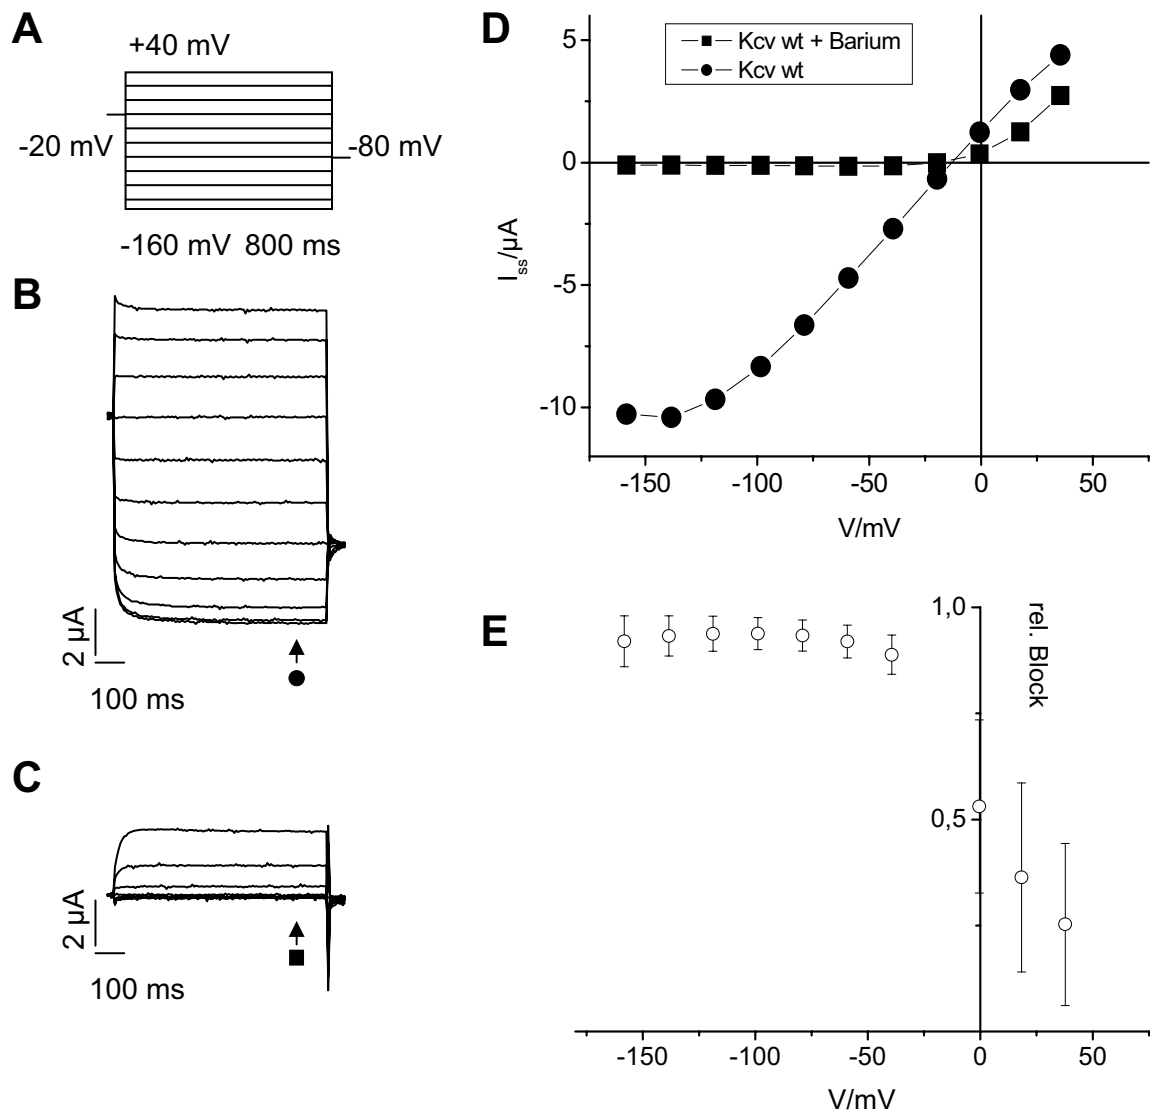 A
+40 mV
-20 mV
-80 mV
-160 mV 800 ms
B
2 µA
100 ms
C
2 µA
100 ms
D
Kcv wt + Barium
Kcv wt
5
0
-5
-10
Iss/µA
-150 -100 -50 0 50
V/mV
E
1,0
0,5
rel. Block
-150 -100 -50 0 50
V/mV